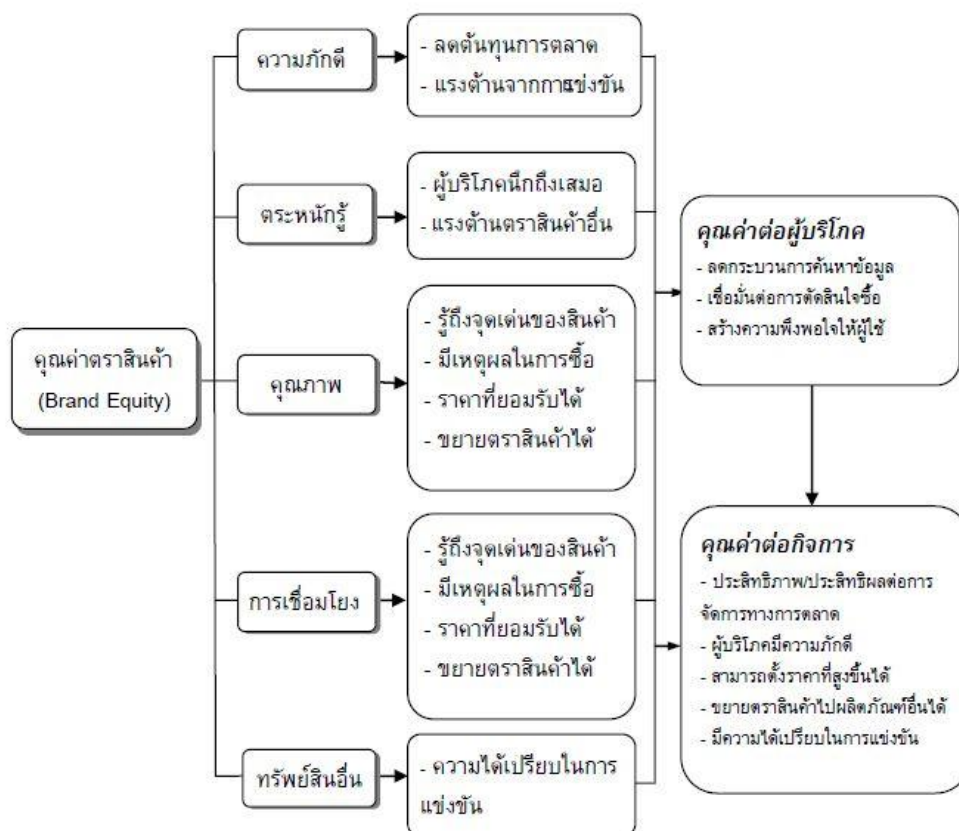 คุณค่าตราสินค้า
(Brand Equity)
ความภักดี
- ลดต้นทุนการตลาด
- แรงต้านจากการแข่งขัน
ตระหนักรู้
- ผู้บริโภคนึกถึงเสมอ
- แรงต้านตราสินค้าอื่น
คุณภาพ
- รู้ถึงจุดเด่นของสินค้า
- มีเหตุผลในการซื้อ
- ราคาที่ยอมรับได้
- ขยายตราสินค้าได้
การเชื่อมโยง
- รู้ถึงจุดเด่นของสินค้า
- มีเหตุผลในการซื้อ
- ราคาที่ยอมรับได้
- ขยายตราสินค้าได้
ทรัพย์สินอื่น
- ความได้เปรียบในการ
แข่งขัน
คุณค่าต่อผู้บริโภค
- ลดกระบวนการค้นหาข้อมูล
- เชื่อมั่นต่อการตัดสินใจซื้อ
- สร้างความพึงพอใจให้ผู้ใช้
คุณค่าต่อกิจการ
- ประสิทธิภาพ/ประสิทธิผลต่อการ
จัดการทางการตลาด
- ผู้บริโภคมีความภักดี
- สามารถตั้งราคาที่สูงขึ้นได้
- ขยายตราสินค้าไปผลิตภัณฑ์อื่นได้
- มีความได้เปรียบในการแข่งขัน